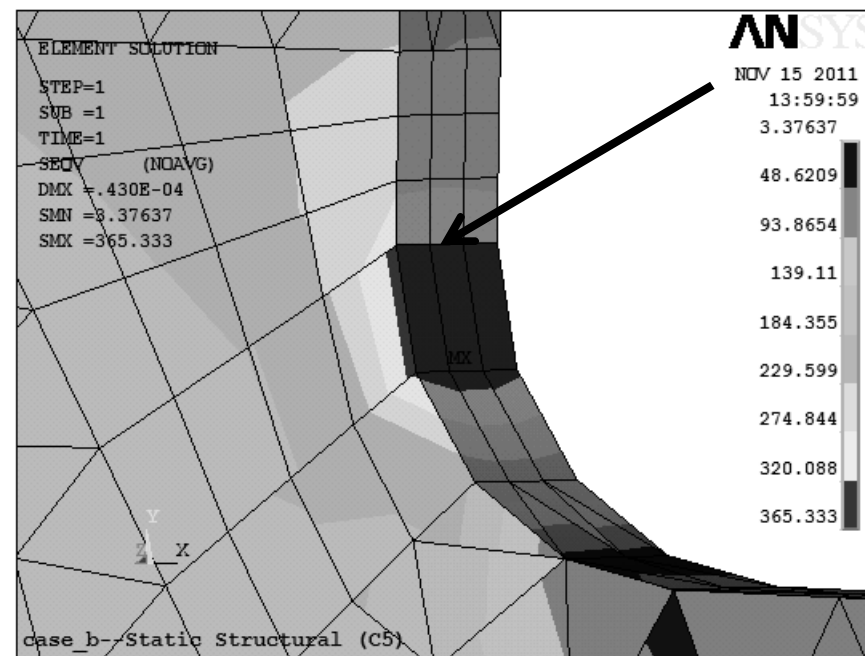 ELEMENT SOLUTION
STEP=1
SUB =1
TIME=1
SEQV (NOAVG)
DMX =.430E-04
SMN =3.37637
SMX =365.333
ANSYS
NOV 15 2011
13:59:59
3.37637
48.6209
93.8654
139.11
184.355
229.599
274.844
320.088
365.333
MX
Y
Z X
case_b--Static Structural (C5)